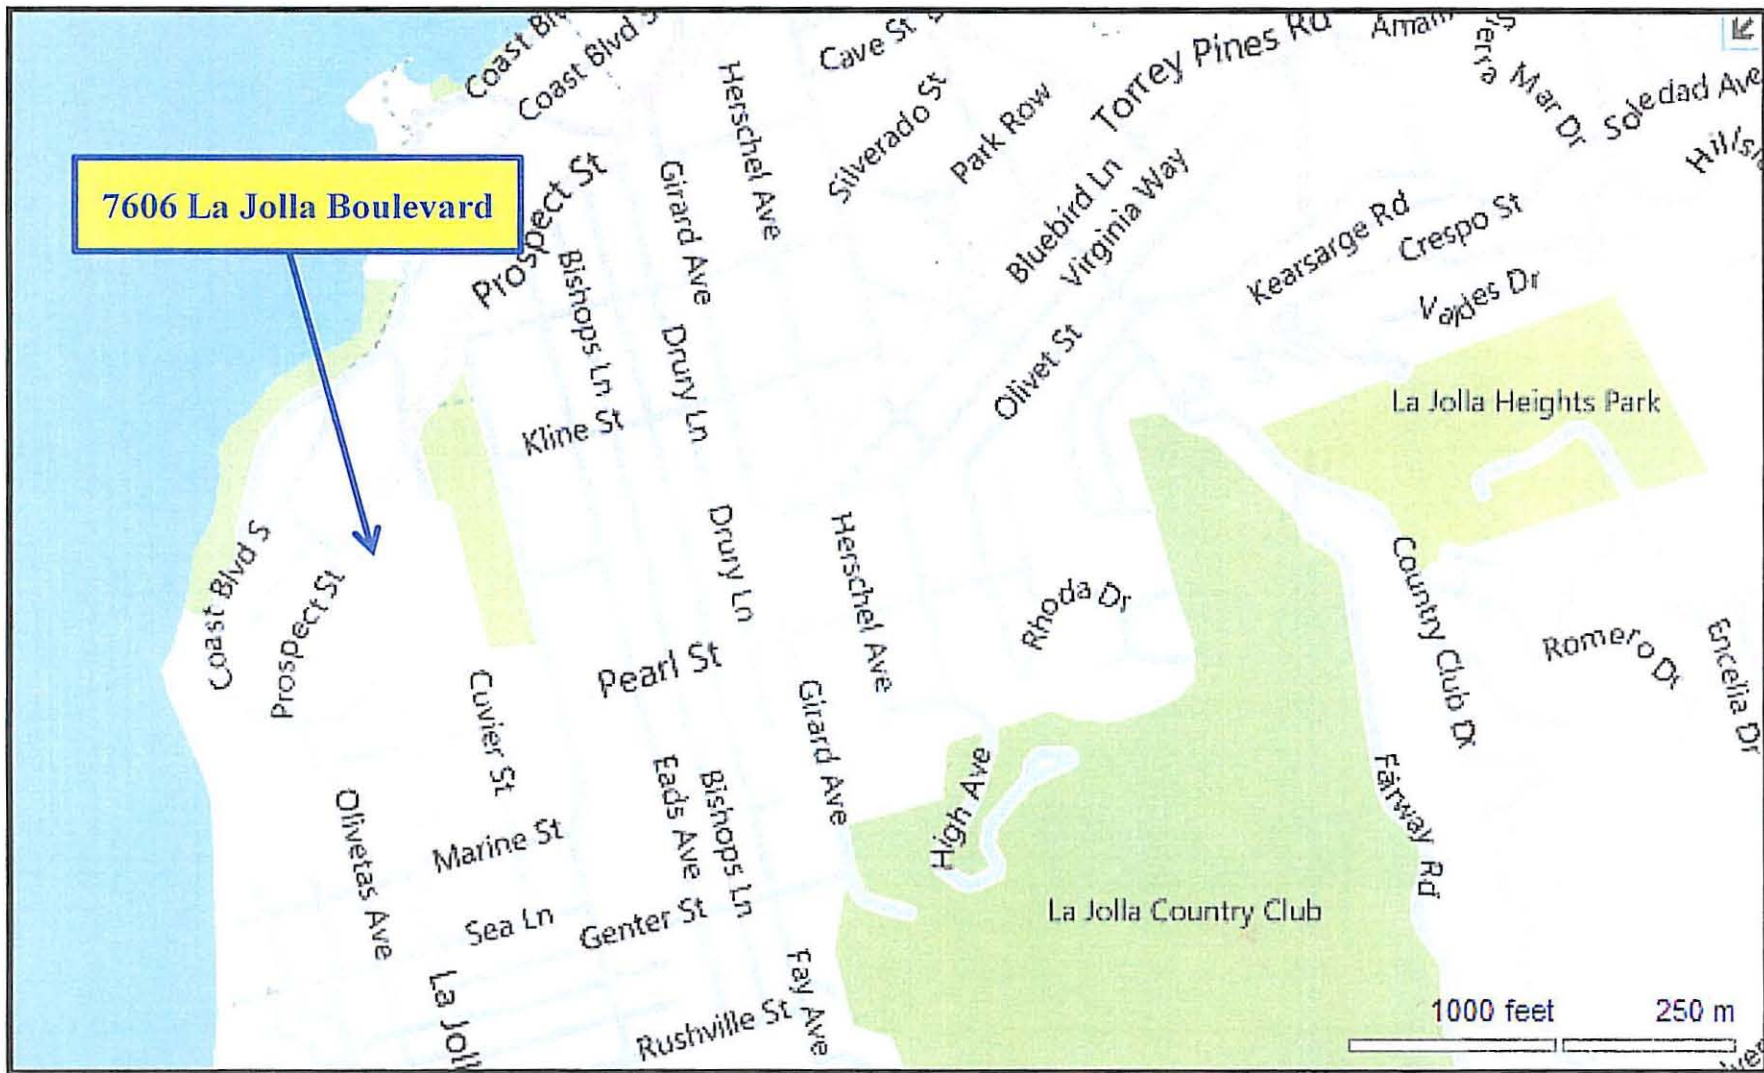 Coast Blv
Coast Blvd S
Cave St
Torrey Pines Rd
Amalfi
Herschel Ave
Silverado St
Park Row
Mar Dr
Soledad Ave
7606 La Jolla Boulevard
Prospect St
Girard Ave
Bluebird Ln
Virginia Way
Kearsarge Rd
Crespo St
Bishops Ln
Valdes Dr
Drury Ln
Olivet St
La Jolla Heights Park
Kline St
Coast Blvd S
Prospect St
Drury Ln
Herschel Ave
Rhoda Dr
Country Club Dr
Romero Dr
Encelia Dr
Pearl St
Cuvier St
Girard Ave
Eads Ave
Bishops Ln
High Ave
Fairway Rd
Olivetas Ave
Marine St
Sea Ln
Genter St
La Jolla Country Club
La Joll
Fay Ave
Rushville St
1000 feet
250 m